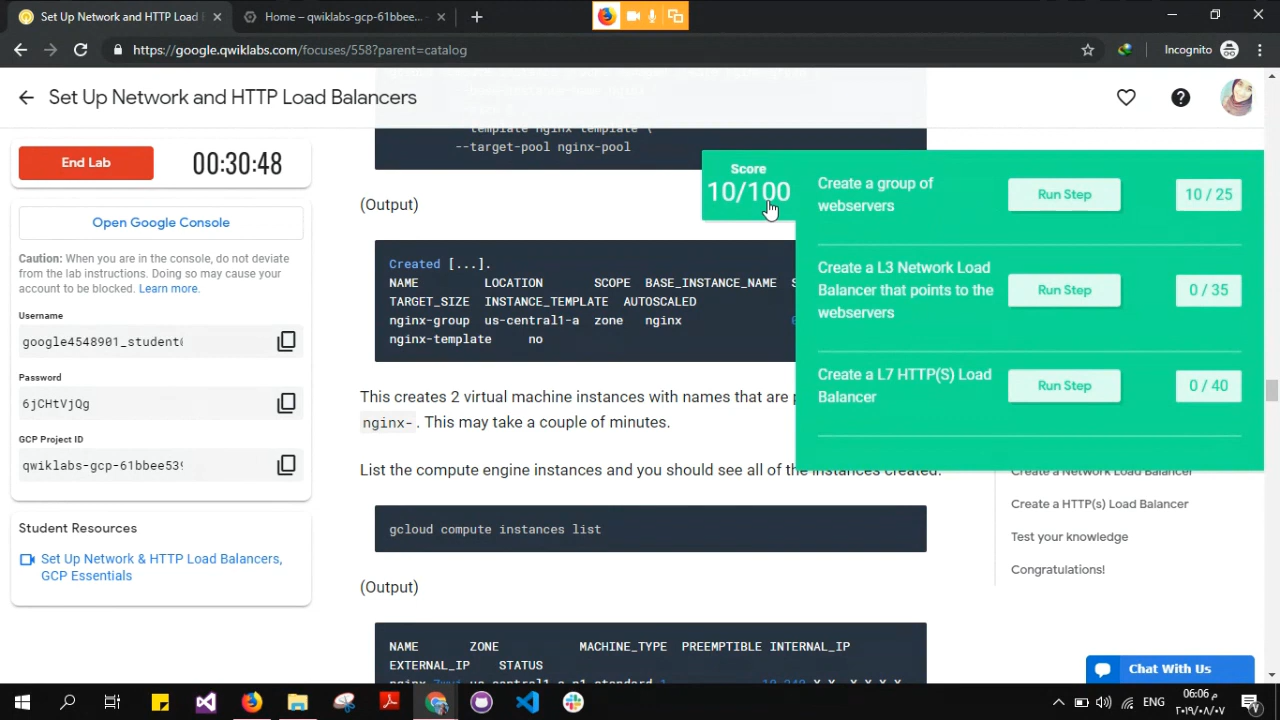 Set Up Network and HTTP Load
Home – qwiklabs-gcp-61bbee...
https://google.qwiklabs.com/focuses/558?parent=catalog
Incognito
Set Up Network and HTTP Load Balancers
End Lab
00:30:48
Open Google Console
Caution: When you are in the console, do not deviate
from the lab instructions. Doing so may cause your
account to be blocked. Learn more.
Username
google4548901_student
Password
6jCHtVjQg
GCP Project ID
qwiklabs-gcp-61bbee539
Student Resources
Set Up Network & HTTP Load Balancers,
GCP Essentials
--template nginx-template \
--target-pool nginx-pool
(Output)
Created [...].
NAME LOCATION SCOPE BASE_INSTANCE_NAME
TARGET_SIZE INSTANCE_TEMPLATE AUTOSCALED
nginx-group us-central1-a zone nginx
nginx-template no
This creates 2 virtual machine instances with names that are
nginx- . This may take a couple of minutes.
List the compute engine instances and you should see all of the instances created:
gcloud compute instances list
(Output)
NAME ZONE MACHINE_TYPE PREEMPTIBLE INTERNAL_IP
EXTERNAL_IP STATUS
Score
10/100
Create a group of
webservers
Run Step
10 / 25
Create a L3 Network Load
Balancer that points to the
webservers
Run Step
0 / 35
Create a L7 HTTP(S) Load
Balancer
Run Step
0 / 40
Create a Network Load Balancer
Create a HTTP(s) Load Balancer
Test your knowledge
Congratulations!
Chat With Us
ENG
06:06 م
٢٠١٩/٠٨/٠٧